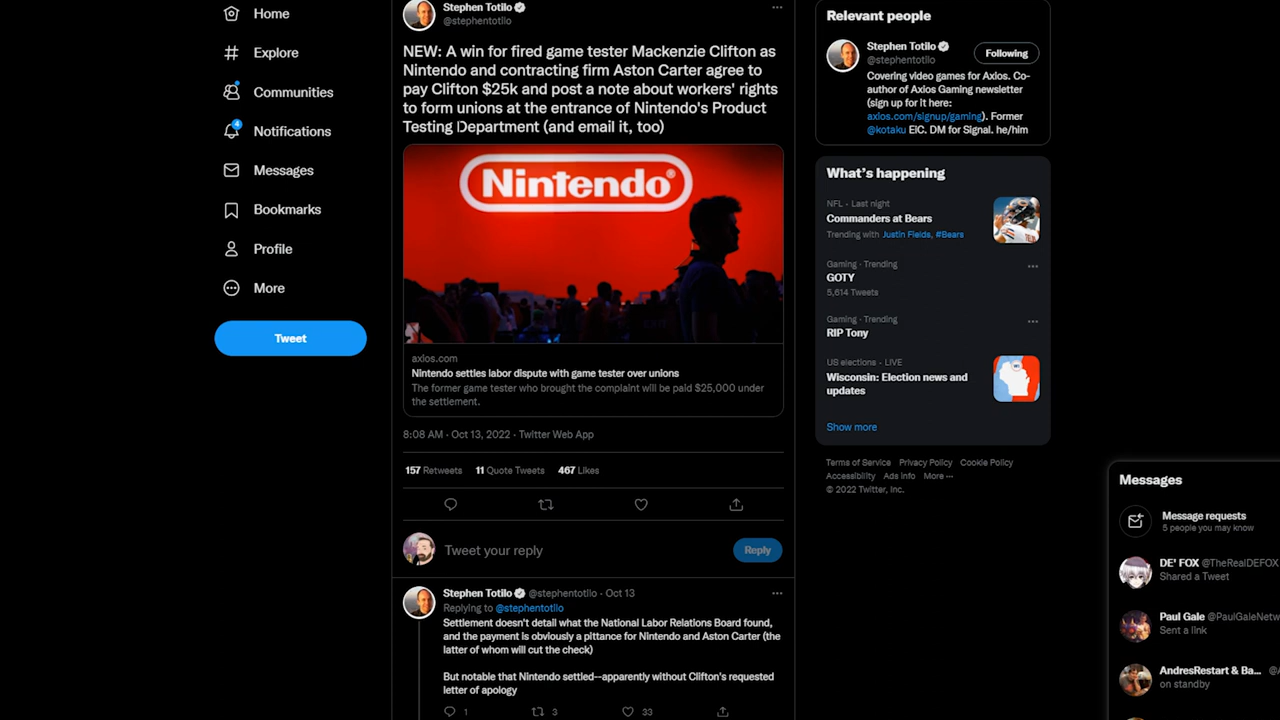 Home
Explore
Communities
4
Notifications
Messages
Bookmarks
Profile
More
Tweet
Stephen Totilo
@stephentotilo
NEW: A win for fired game tester Mackenzie Clifton as
Nintendo and contracting firm Aston Carter agree to
pay Clifton $25k and post a note about workers' rights
to form unions at the entrance of Nintendo's Product
Testing Department (and email it, too)
Nintendo®
axios.com
Nintendo settles labor dispute with game tester over unions
The former game tester who brought the complaint will be paid $25,000 under
the settlement.
8:08 AM · Oct 13, 2022 · Twitter Web App
157 Retweets 11 Quote Tweets 467 Likes
Tweet your reply
Reply
Stephen Totilo @stephentotilo · Oct 13
Replying to @stephentotilo
Settlement doesn't detail what the National Labor Relations Board found,
and the payment is obviously a pittance for Nintendo and Aston Carter (the
latter of whom will cut the check)
But notable that Nintendo settled--apparently without Clifton's requested
letter of apology
1 3 33
Relevant people
Stephen Totilo
@stephentotilo
Following
Covering video games for Axios. Co-
author of Axios Gaming newsletter
(sign up for it here:
axios.com/signup/gaming). Former
@kotaku EIC. DM for Signal. he/him
What's happening
NFL · Last night
Commanders at Bears
Trending with Justin Fields, #Bears
Gaming · Trending
GOTY
5,614 Tweets
Gaming · Trending
RIP Tony
US elections · LIVE
Wisconsin: Election news and
updates
Show more
Terms of Service Privacy Policy Cookie Policy
Accessibility Ads info More ···
© 2022 Twitter, Inc.
Messages
Message requests
5 people you may know
DE' FOX @TheRealDEFOX
Shared a Tweet
Paul Gale @PaulGaleNetw
Sent a link
AndresRestart & Ba... @
on standby